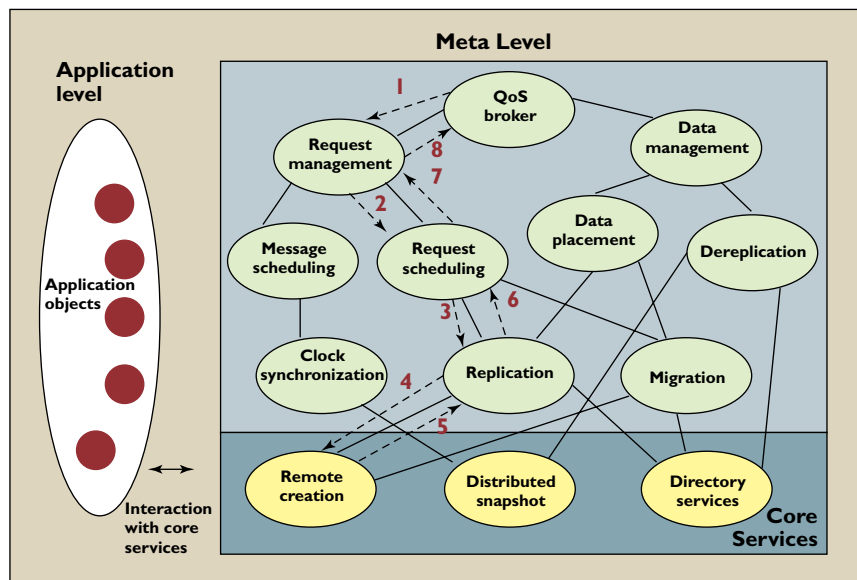 Meta Level
Application
level
1
QoS
broker
Request
management
8
7
2
Data
management
Message
scheduling
Request
scheduling
Data
placement
Dereplication
Application
objects
3
6
Clock
synchronization
4
Replication
Migration
5
Remote
creation
Distributed
snapshot
Directory
services
Interaction
with core
services
Core
Services